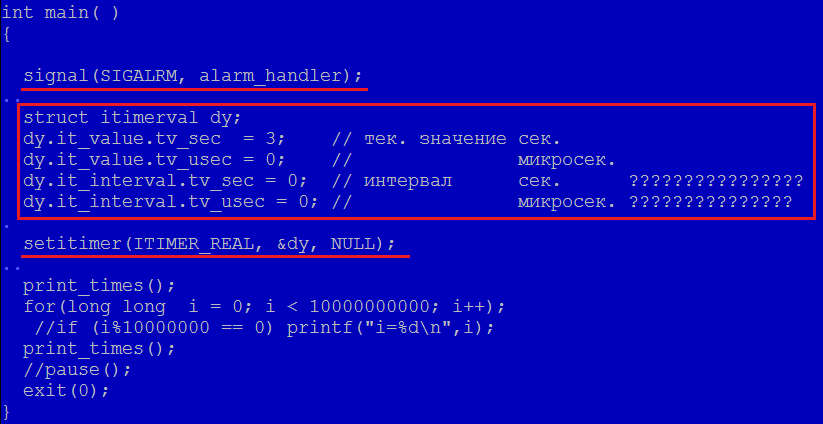 int main( )
{
signal(SIGALRM, alarm_handler);
..
struct itimerval dy;
dy.it_value.tv_sec  = 3;    // тек. значение сек.
dy.it_value.tv_usec = 0;    //               микросек.
dy.it_interval.tv_sec = 0;  // интервал      сек.      ????????????????
dy.it_interval.tv_usec = 0; //               микросек. ???????????????
.
setitimer(ITIMER_REAL, &dy, NULL);
..
print_times();
for(long long  i = 0; i < 10000000000; i++);
//if (i%10000000 == 0) printf("i=%d\n",i);
print_times();
//pause();
exit(0);
}